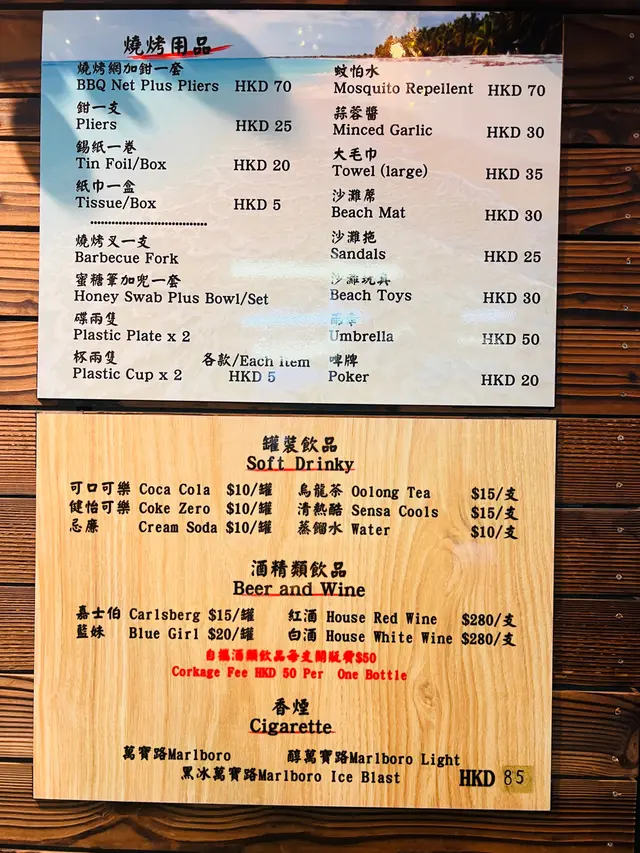 燒烤用品
燒烤網加鉗一套
BBQ Net Plus Pliers HKD 70
鉗一支
Pliers HKD 25
錫紙一卷
Tin Foil/Box HKD 20
紙巾一盒
Tissue/Box HKD 5
燒烤叉一支
Barbecue Fork
蜜糖筆加兜一套
Honey Swab Plus Bowl/Set
碟兩隻
Plastic Plate x 2
杯兩隻 各款/Each Item
Plastic Cup x 2 HKD 5
蚊怕水
Mosquito Repellent HKD 70
蒜蓉醬
Minced Garlic HKD 30
大毛巾
Towel (large) HKD 35
沙灘蓆
Beach Mat HKD 30
沙灘拖
Sandals HKD 25
沙灘玩具
Beach Toys HKD 30
Umbrella HKD 50
啤牌
Poker HKD 20
罐裝飲品
Soft Drinky
可口可樂 Coca Cola $10/罐 烏龍茶 Oolong Tea $15/支
健怡可樂 Coke Zero $10/罐 清熱酷 Sensa Cools $15/支
忌廉 Cream Soda $10/罐 蒸餾水 Water $10/支
酒精類飲品
Beer and Wine
嘉士伯 Carlsberg $15/罐 紅酒 House Red Wine $280/支
藍妹 Blue Girl $20/罐 白酒 House White Wine $280/支
自攜酒類飲品每支開瓶費$50
Corkage Fee HKD 50 Per One Bottle
香煙
Cigarette
萬寶路Marlboro 醇萬寶路Marlboro Light
黑冰萬寶路Marlboro Ice Blast HKD 85